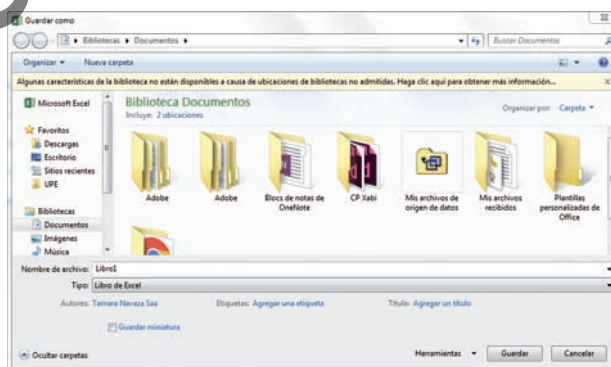 Guardar como
Bibliotecas ▸ Documentos ▸
Buscar Documentos
Organizar ▾ Nueva carpeta
Algunas características de la biblioteca no están disponibles a causa de ubicaciones de bibliotecas no admitidas. Haga clic aquí para obtener más información...
Microsoft Excel
Favoritos
Descargas
Escritorio
Sitios recientes
UPE
Bibliotecas
Documentos
Imágenes
Música
Biblioteca Documentos
Incluye: 2 ubicaciones
Organizar por: Carpeta ▾
Adobe
Adobe
Blocs de notas de
OneNote
CP Xabi
Mis archivos de
origen de datos
Mis archivos
recibidos
Plantillas
personalizadas de
Office
Nombre de archivo: Libro1
Tipo: Libro de Excel
Autores: Tamara Navaza Saa Etiquetas: Agregar una etiqueta Título: Agregar un título
Guardar miniatura
Ocultar carpetas Herramientas ▾ Guardar Cancelar